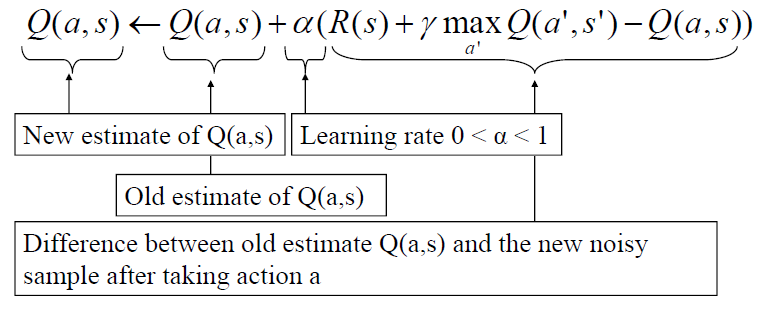 Q(a,s) ← Q(a,s) + α(R(s) + γ max Q(a',s') − Q(a,s))
a'
New estimate of Q(a,s)
Learning rate 0 < α < 1
Old estimate of Q(a,s)
Difference between old estimate Q(a,s) and the new noisy
sample after taking action a